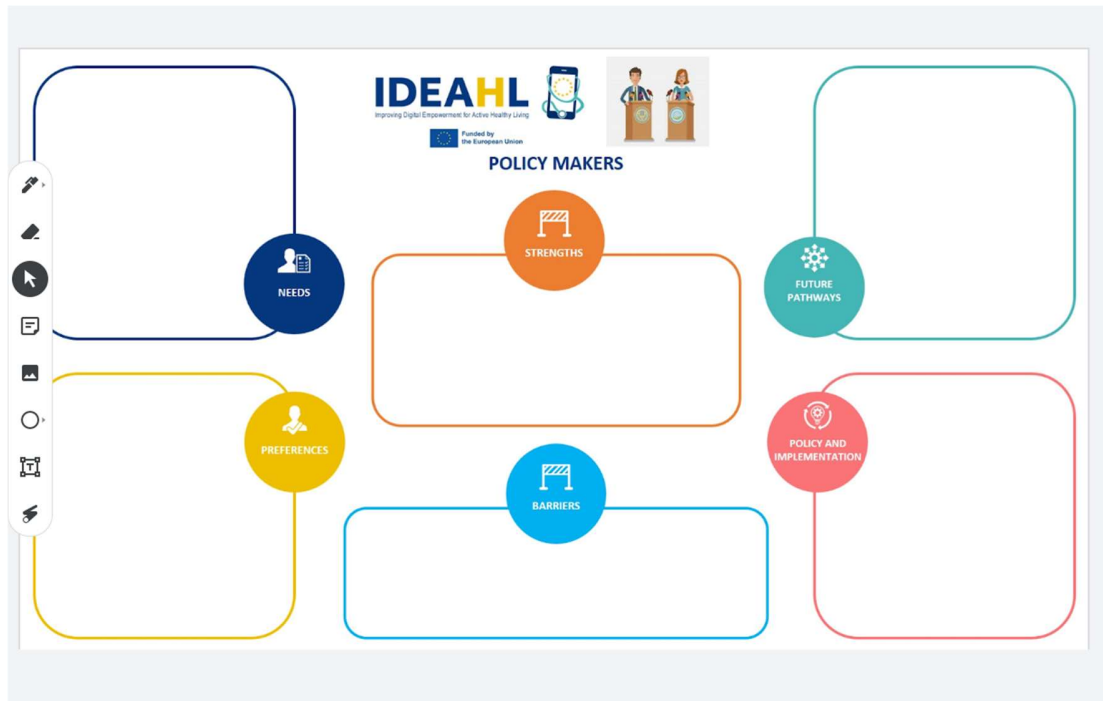 IDEAHL
Improving Digital Empowerment for Active Healthy Living
Funded by
the European Union
POLICY MAKERS
NEEDS
STRENGTHS
FUTURE
PATHWAYS
PREFERENCES
BARRIERS
POLICY AND
IMPLEMENTATION